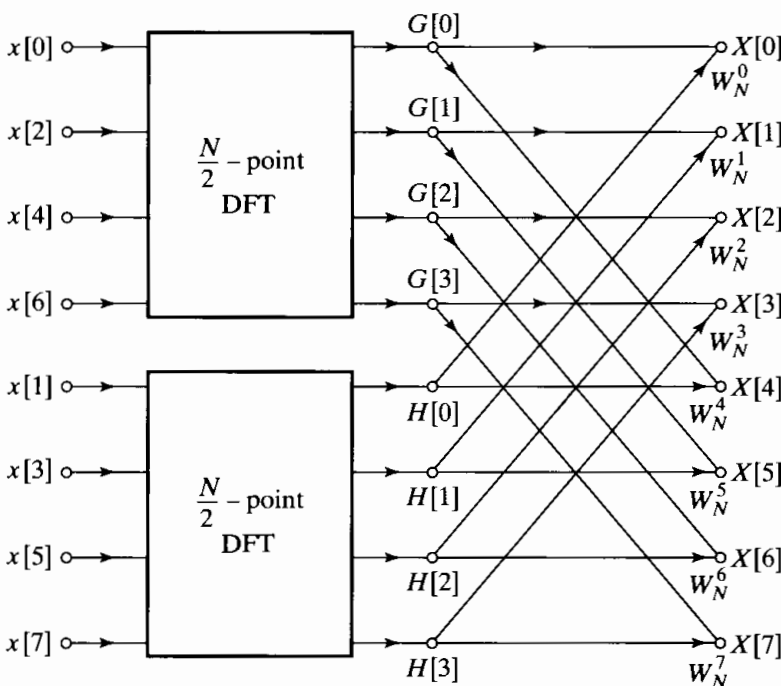 G[0]
x[0]
X[0]
W_N^0
G[1]
x[2]
X[1]
W_N^1
N/2 – point
DFT
G[2]
x[4]
X[2]
W_N^2
G[3]
x[6]
X[3]
W_N^3
x[1]
H[0]
X[4]
W_N^4
x[3]
H[1]
X[5]
W_N^5
N/2 – point
DFT
x[5]
H[2]
X[6]
W_N^6
x[7]
H[3]
X[7]
W_N^7